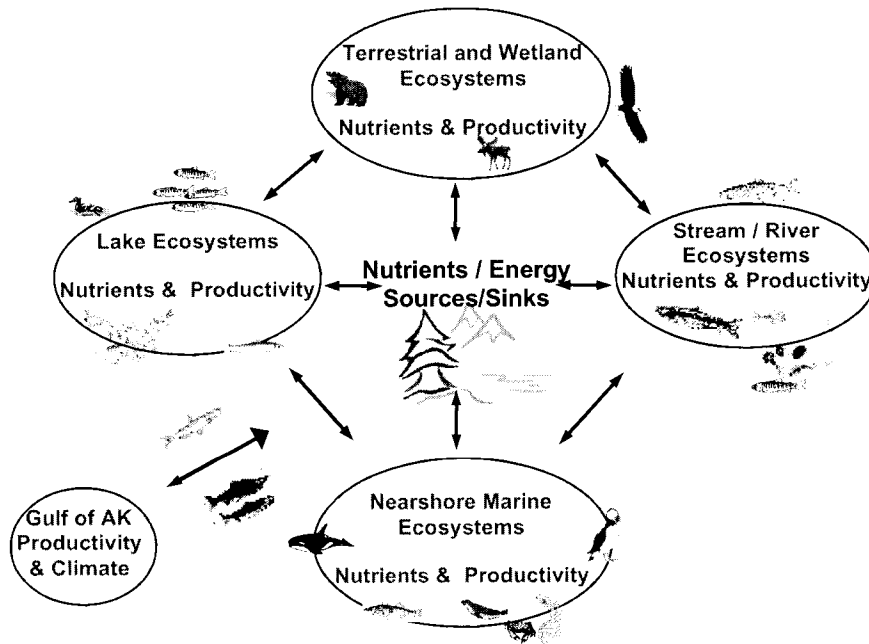 Terrestrial and Wetland
Ecosystems
Nutrients & Productivity
Lake Ecosystems
Nutrients & Productivity
Nutrients / Energy
Sources/Sinks
Stream / River
Ecosystems
Nutrients & Productivity
Gulf of AK
Productivity
& Climate
Nearshore Marine
Ecosystems
Nutrients & Productivity